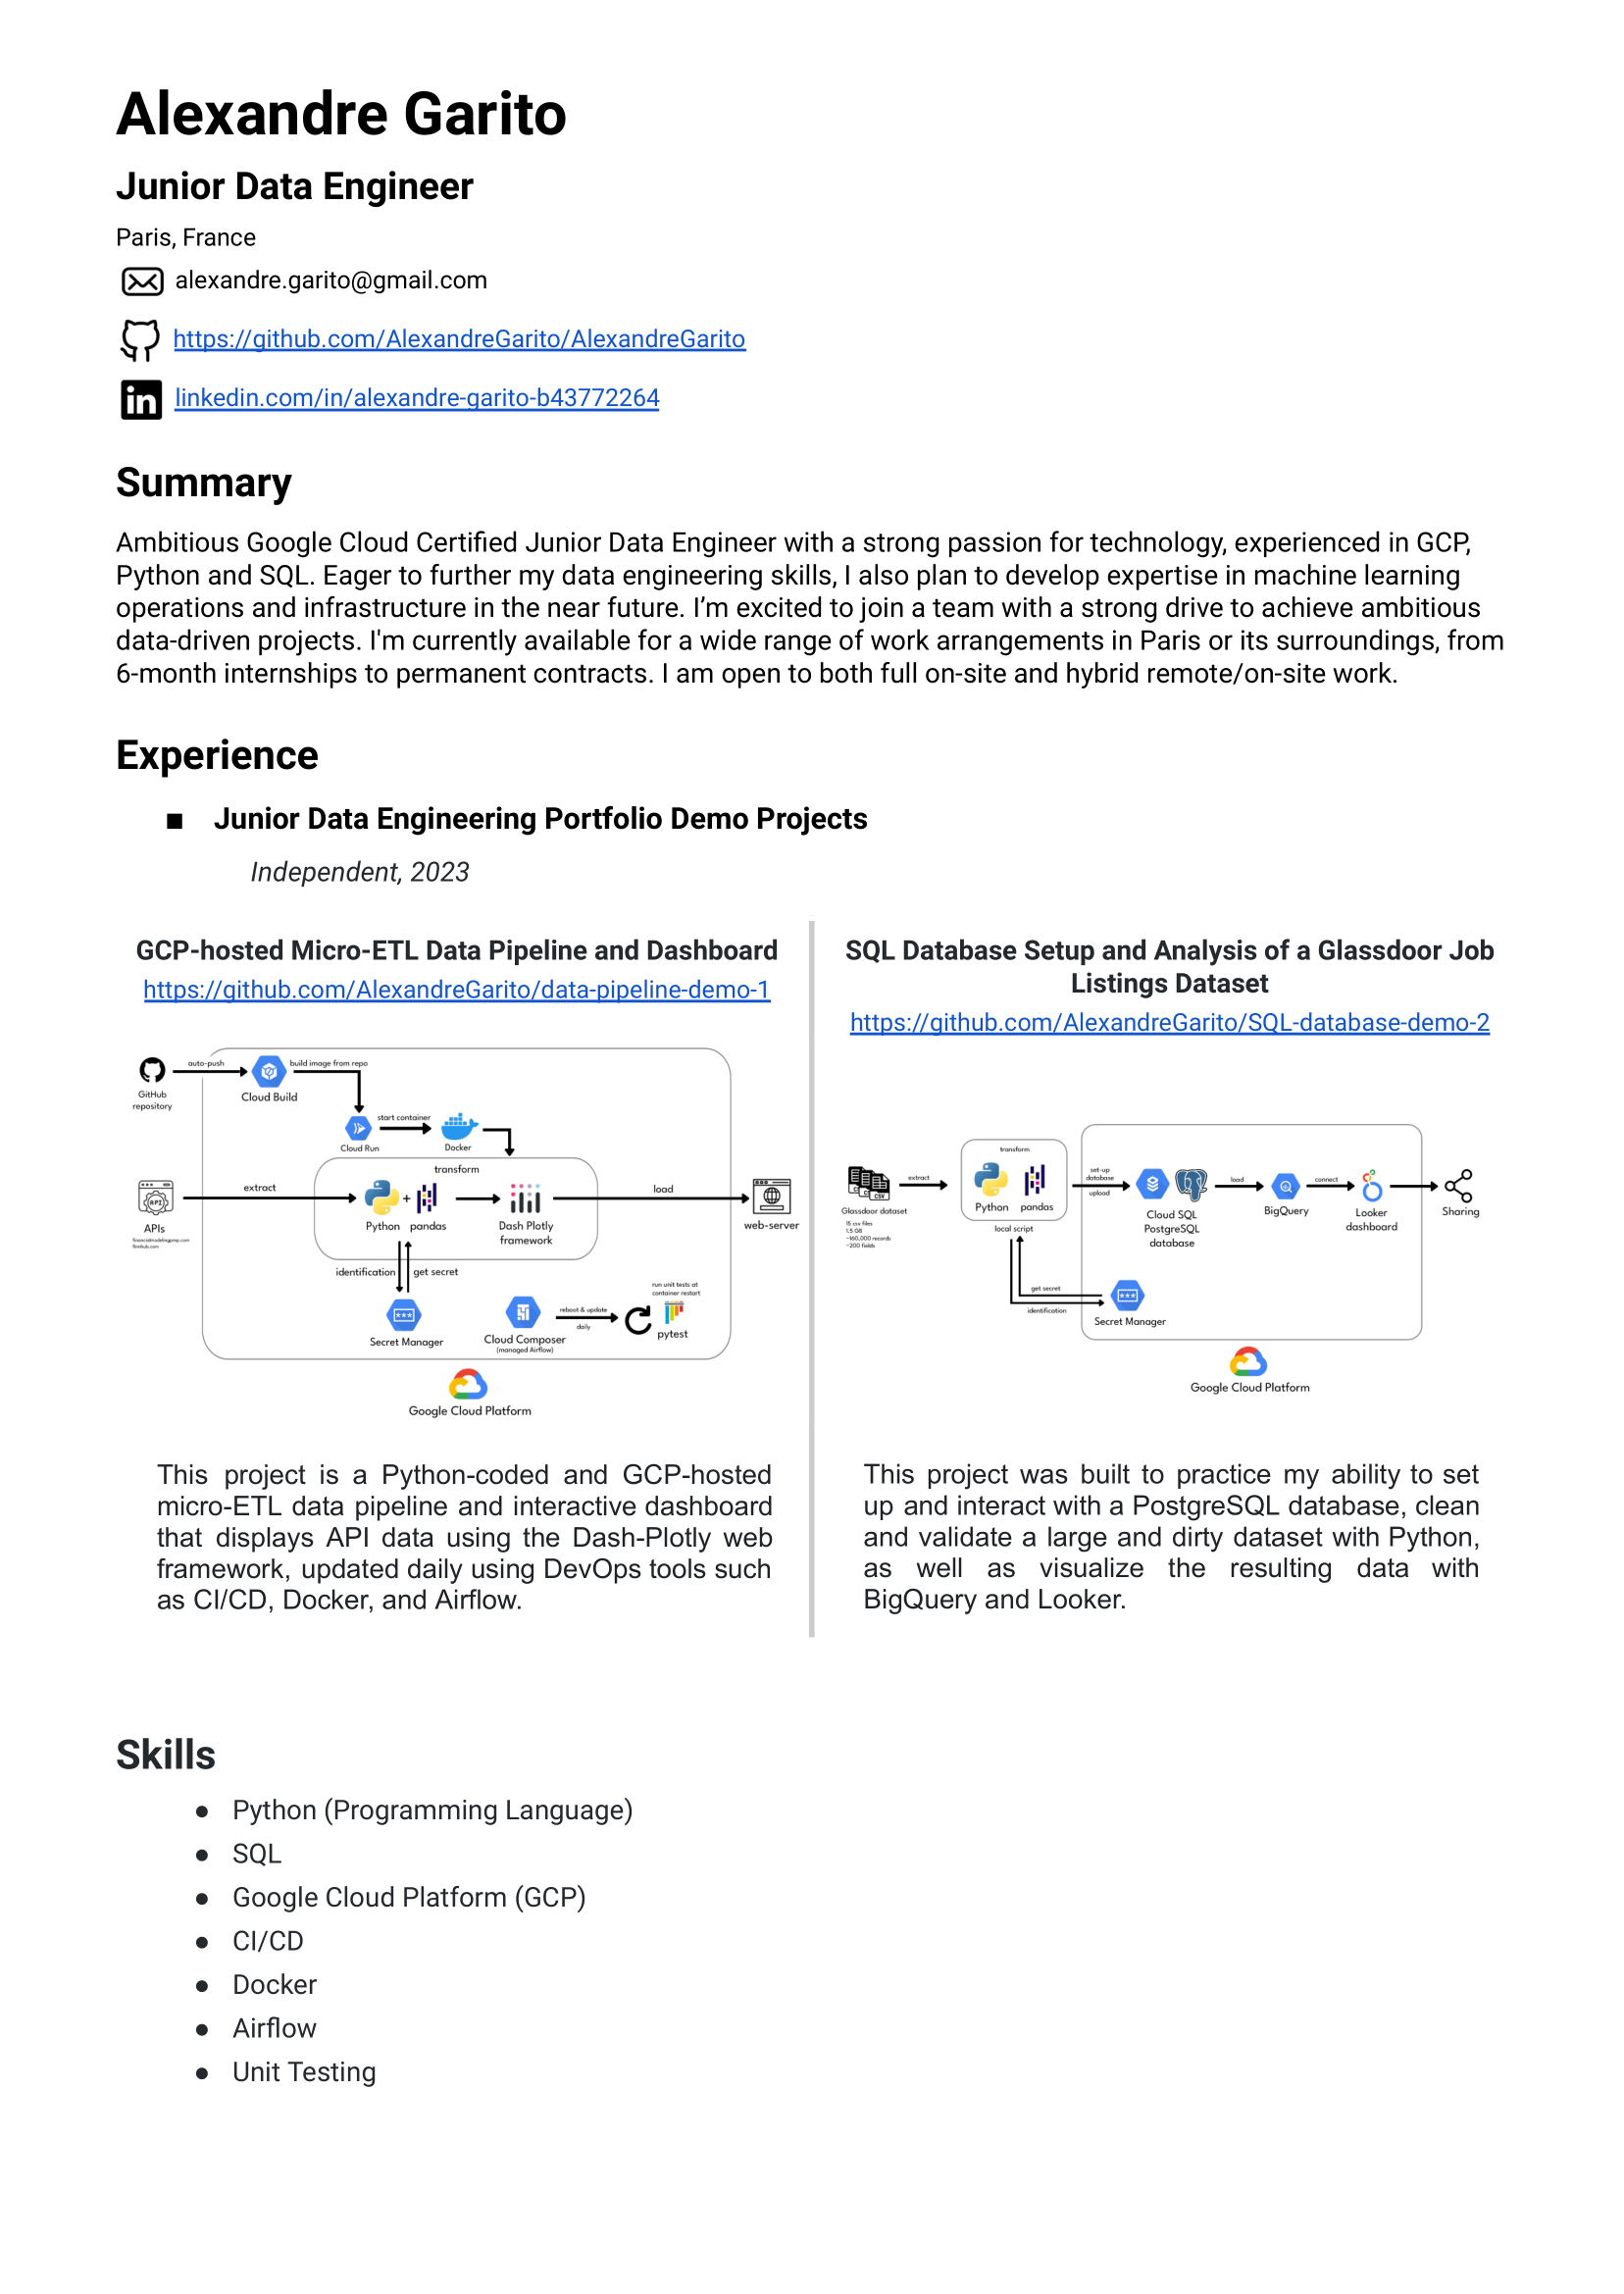 Alexandre Garito
Junior Data Engineer
Paris, France
alexandre.garito@gmail.com
https://github.com/AlexandreGarito/AlexandreGarito
linkedin.com/in/alexandre-garito-b43772264
Summary
Ambitious Google Cloud Certified Junior Data Engineer with a strong passion for technology, experienced in GCP,
Python and SQL. Eager to further my data engineering skills, I also plan to develop expertise in machine learning
operations and infrastructure in the near future. I’m excited to join a team with a strong drive to achieve ambitious
data-driven projects. I'm currently available for a wide range of work arrangements in Paris or its surroundings, from
6-month internships to permanent contracts. I am open to both full on-site and hybrid remote/on-site work.
Experience
■ Junior Data Engineering Portfolio Demo Projects
Independent, 2023
GCP-hosted Micro-ETL Data Pipeline and Dashboard
https://github.com/AlexandreGarito/data-pipeline-demo-1
GitHub
repository
auto-push
Cloud Build
build image from repo
Cloud Run
start container
Docker
transform
APIs
financialmodelingprep.com
finnhub.com
extract
Python + pandas
Dash Plotly
framework
load
web-server
identification
get secret
Secret Manager
Cloud Composer
(managed Airflow)
reboot & update
daily
run unit tests at
container restart
pytest
Google Cloud Platform
This project is a Python-coded and GCP-hosted
micro-ETL data pipeline and interactive dashboard
that displays API data using the Dash-Plotly web
framework, updated daily using DevOps tools such
as CI/CD, Docker, and Airflow.
SQL Database Setup and Analysis of a Glassdoor Job
Listings Dataset
https://github.com/AlexandreGarito/SQL-database-demo-2
CSV
Glassdoor dataset
15 csv files
1,5 GB
~160,000 records
~200 fields
extract
transform
Python pandas
local script
set-up
database
upload
Cloud SQL
PostgreSQL
database
load
BigQuery
connect
Looker
dashboard
Sharing
get secret
identification
Secret Manager
Google Cloud Platform
This project was built to practice my ability to set
up and interact with a PostgreSQL database, clean
and validate a large and dirty dataset with Python,
as well as visualize the resulting data with
BigQuery and Looker.
Skills
● Python (Programming Language)
● SQL
● Google Cloud Platform (GCP)
● CI/CD
● Docker
● Airflow
● Unit Testing